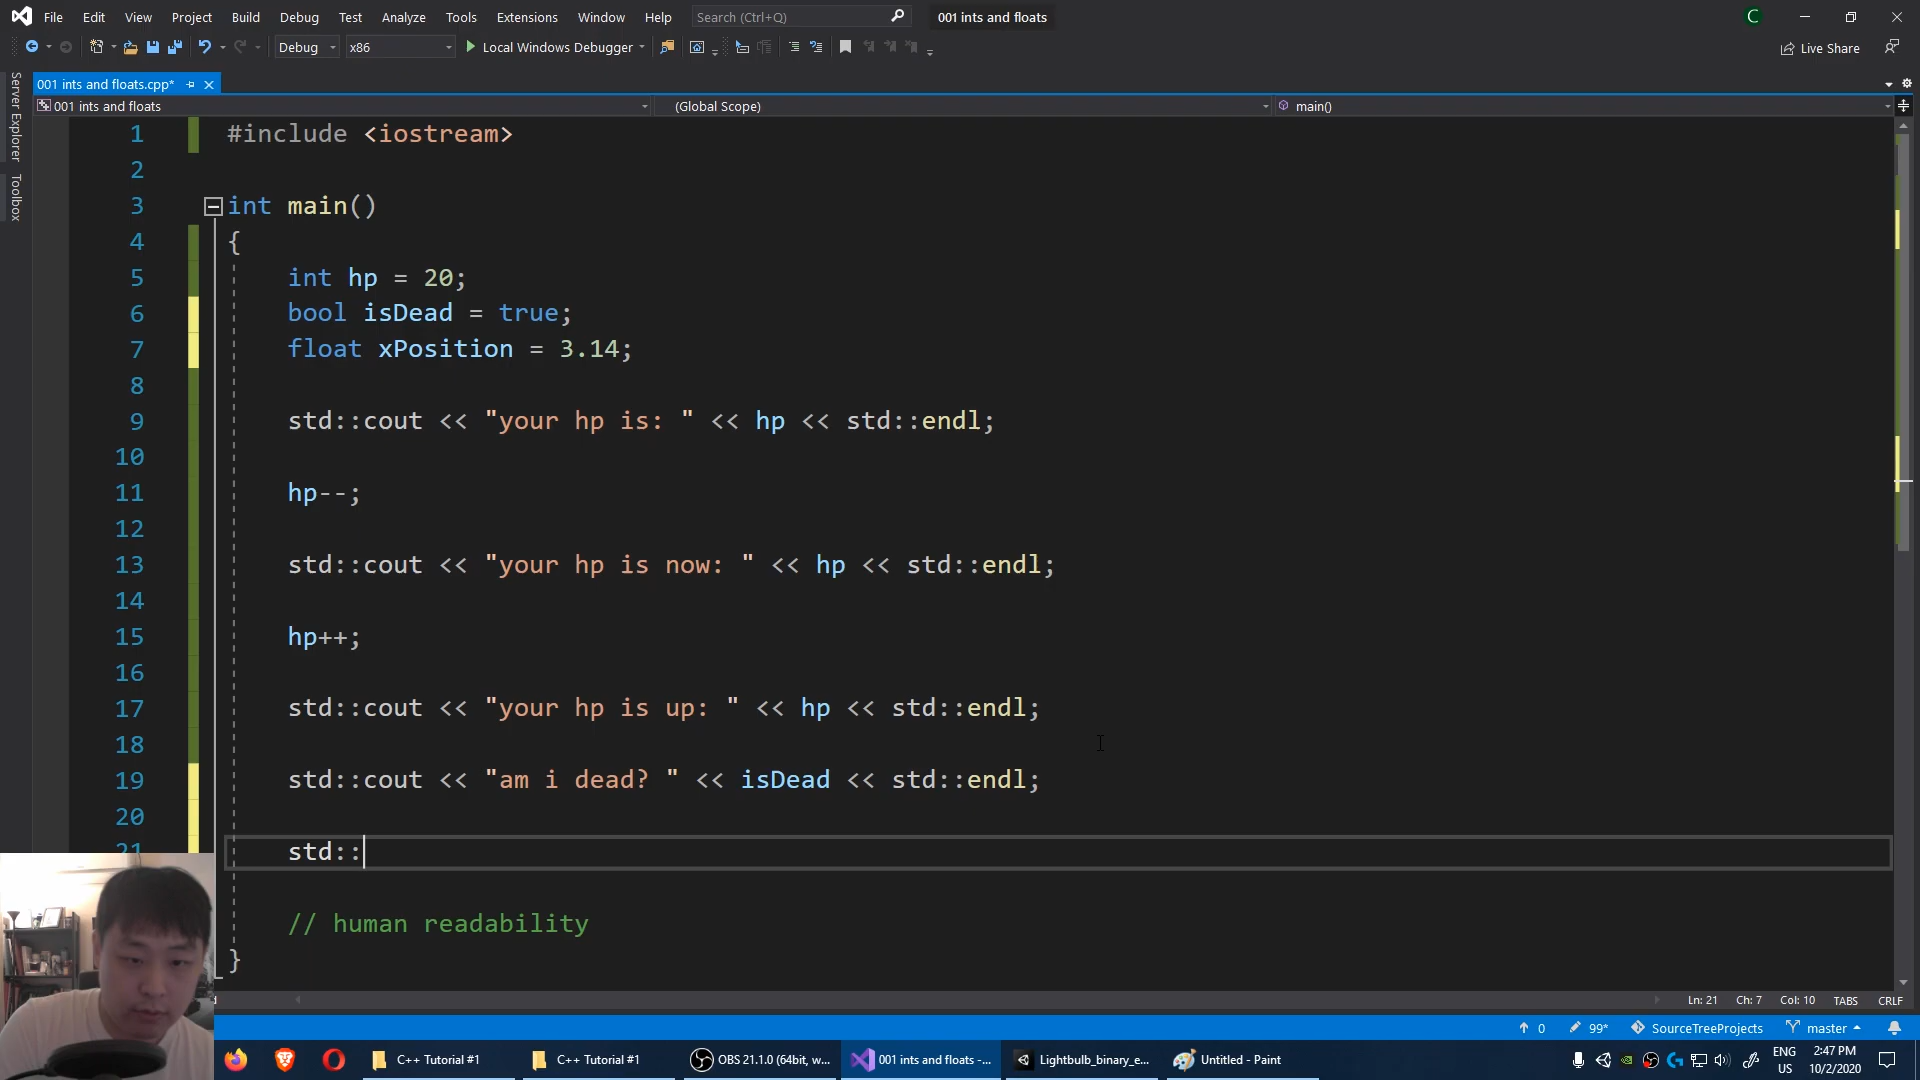 File Edit View Project Build Debug Test Analyze Tools Extensions Window Help Search (Ctrl+Q) 001 ints and floats C
Debug x86 Local Windows Debugger Live Share
001 ints and floats.cpp*
001 ints and floats (Global Scope) main()
Server Explorer
Toolbox
1 #include <iostream>
2
3 int main()
4 {
5 int hp = 20;
6 bool isDead = true;
7 float xPosition = 3.14;
8
9 std::cout << "your hp is: " << hp << std::endl;
10
11 hp--;
12
13 std::cout << "your hp is now: " << hp << std::endl;
14
15 hp++;
16
17 std::cout << "your hp is up: " << hp << std::endl;
18
19 std::cout << "am i dead? " << isDead << std::endl;
20
21 std::
// human readability
}
Ln: 21 Ch: 7 Col: 10 TABS CRLF
0 99* SourceTreeProjects master
C++ Tutorial #1 C++ Tutorial #1 OBS 21.1.0 (64bit, w... 001 ints and floats -... Lightbulb_binary_e... Untitled - Paint ENG US 2:47 PM 10/2/2020